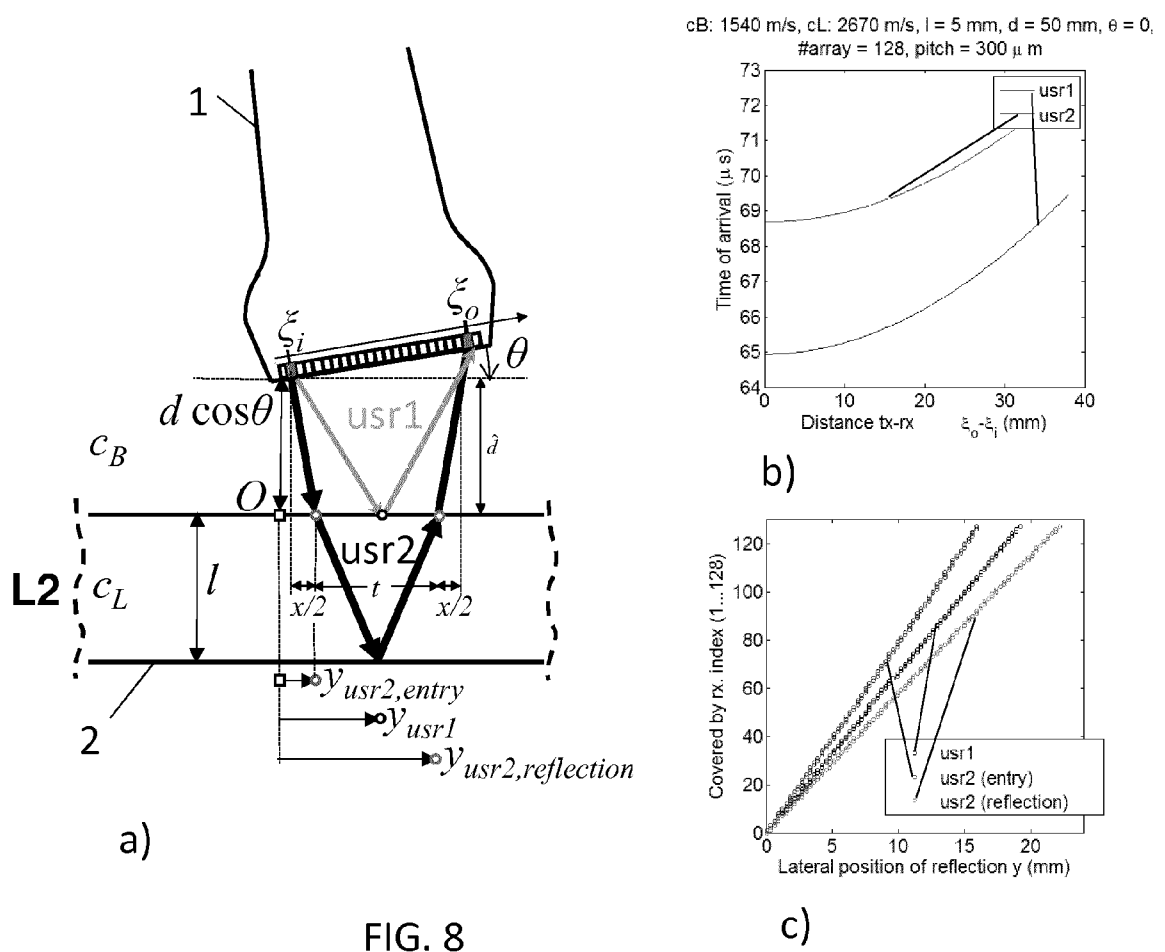 1
ξi
ξo
θ
d cosθ
usr1
d̂
cB
O
usr2
L2
cL
l
x/2
t
x/2
yusr2,entry
yusr1
yusr2,reflection
2
a)
cB: 1540 m/s, cL: 2670 m/s, l = 5 mm, d = 50 mm, θ = 0,
#array = 128, pitch = 300 μ m
73
72
71
70
69
68
67
66
65
64
Time of arrival (μ s)
usr1
usr2
0
10
20
30
40
Distance tx-rx ξo-ξi (mm)
b)
120
100
80
60
40
20
0
Covered by rx. index (1...128)
usr1
usr2 (entry)
usr2 (reflection)
0
5
10
15
20
Lateral position of reflection y (mm)
c)
FIG. 8